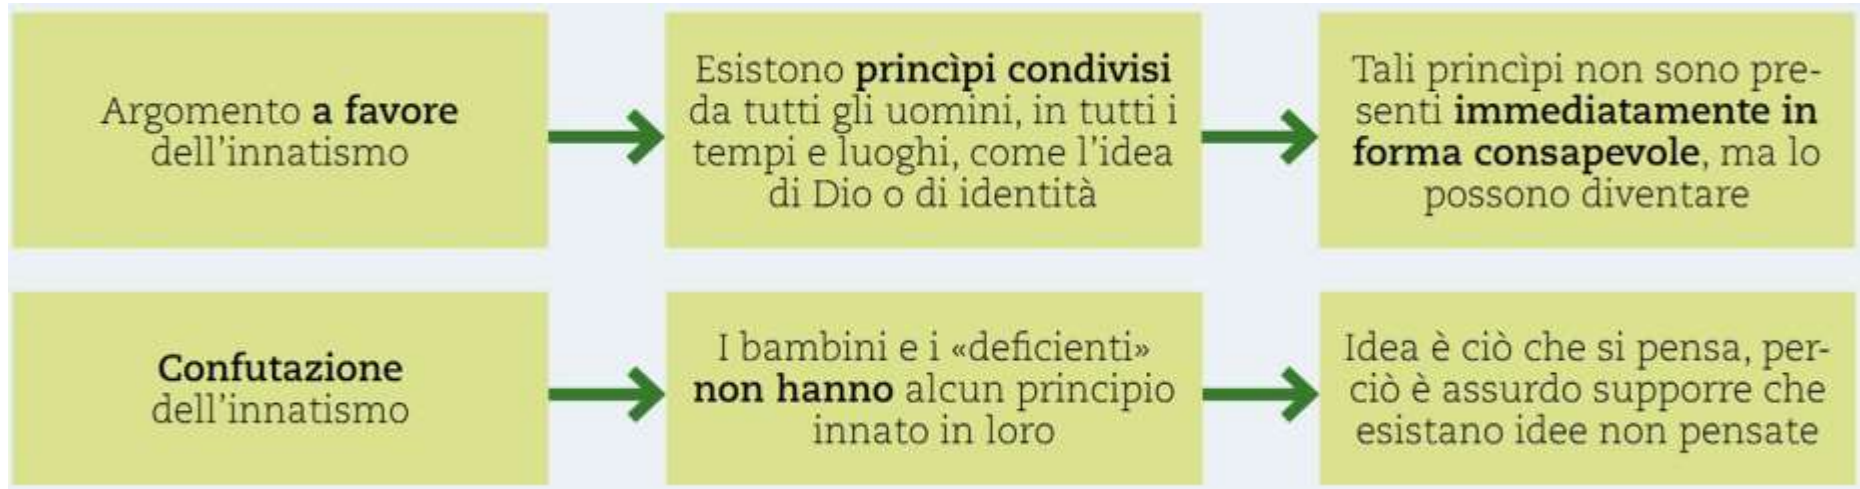 Argomento a favore
dell'innatismo
Esistono princìpi condivisi
da tutti gli uomini, in tutti i
tempi e luoghi, come l'idea
di Dio o di identità
Tali princìpi non sono pre-
senti immediatamente in
forma consapevole, ma lo
possono diventare
Confutazione
dell'innatismo
I bambini e i «deficienti»
non hanno alcun principio
innato in loro
Idea è ciò che si pensa, per-
ciò è assurdo supporre che
esistano idee non pensate